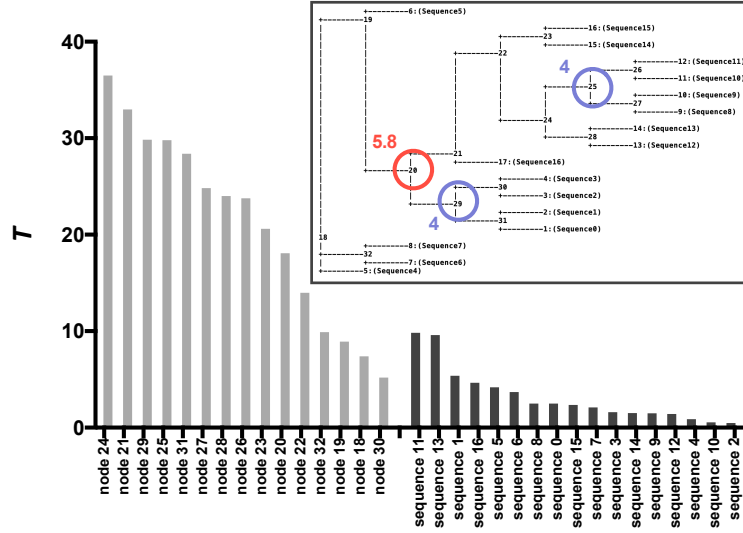 T
40
30
20
10
0
6:(Sequence5)
19
16:(Sequence15)
23
15:(Sequence14)
22
12:(Sequence11)
26
4
11:(Sequence10)
25
10:(Sequence9)
27
9:(Sequence8)
24
14:(Sequence13)
28
13:(Sequence12)
5.8
21
17:(Sequence16)
20
4:(Sequence3)
30
3:(Sequence2)
29
2:(Sequence1)
4
31
1:(Sequence0)
18
8:(Sequence7)
32
7:(Sequence6)
5:(Sequence4)
node 24
node 21
node 29
node 25
node 31
node 27
node 28
node 26
node 23
node 20
node 22
node 32
node 19
node 18
node 30
sequence 11
sequence 13
sequence 1
sequence 16
sequence 5
sequence 6
sequence 8
sequence 0
sequence 15
sequence 7
sequence 3
sequence 14
sequence 9
sequence 12
sequence 4
sequence 10
sequence 2